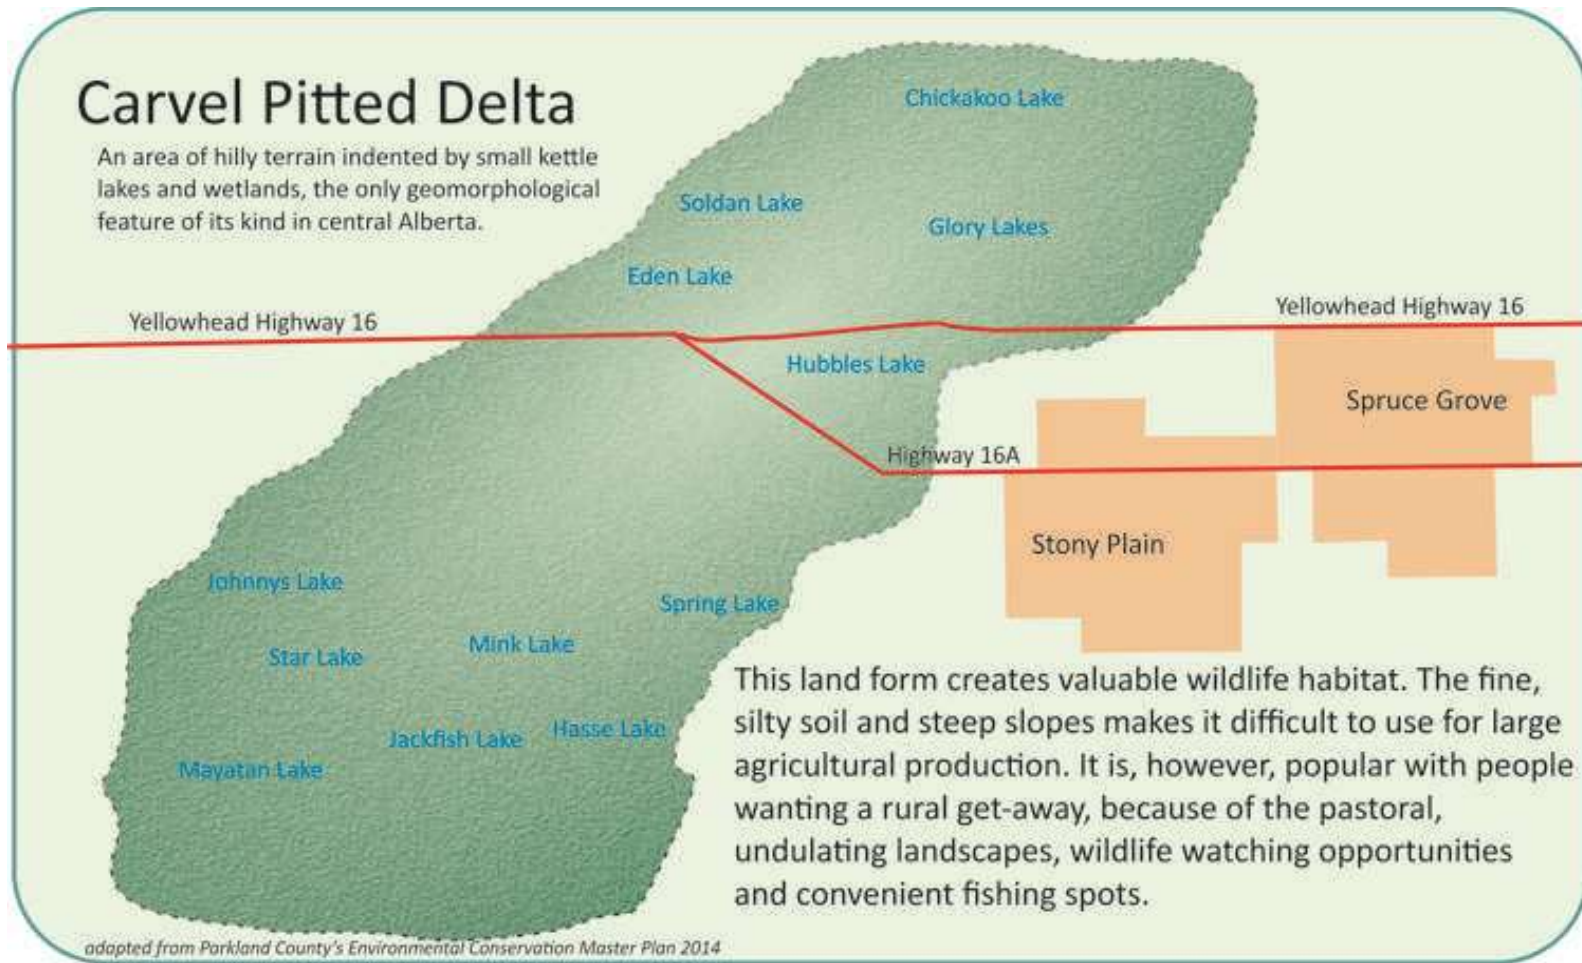 Carvel Pitted Delta
An area of hilly terrain indented by small kettle
lakes and wetlands, the only geomorphological
feature of its kind in central Alberta.
Chickakoo Lake
Soldan Lake
Glory Lakes
Eden Lake
Yellowhead Highway 16
Yellowhead Highway 16
Hubbles Lake
Spruce Grove
Highway 16A
Stony Plain
Johnnys Lake
Spring Lake
Mink Lake
Star Lake
Hasse Lake
Jackfish Lake
Mayatan Lake
This land form creates valuable wildlife habitat. The fine,
silty soil and steep slopes makes it difficult to use for large
agricultural production. It is, however, popular with people
wanting a rural get-away, because of the pastoral,
undulating landscapes, wildlife watching opportunities
and convenient fishing spots.
adapted from Parkland County's Environmental Conservation Master Plan 2014